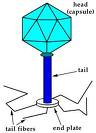 head
(capsule)
tail
tail fibers
end plate